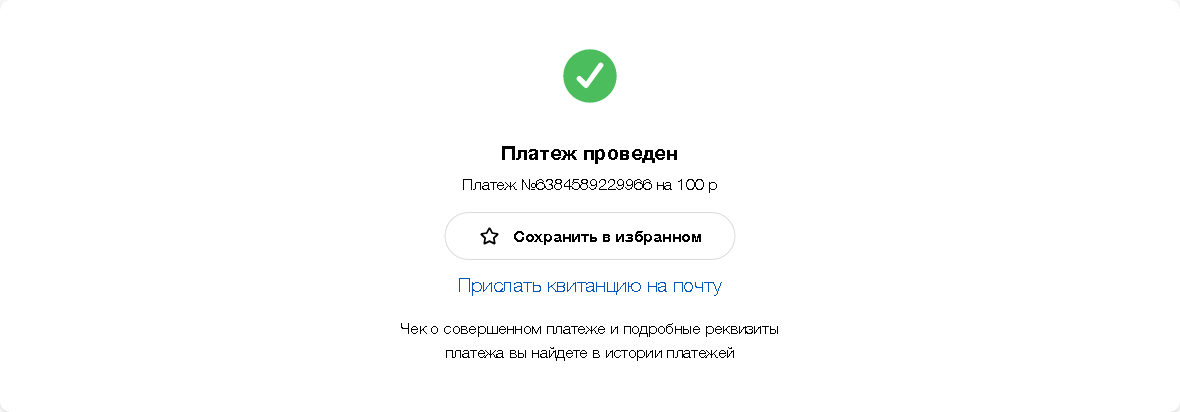 Платеж проведен
Платеж №6384589229966 на 100 р
Сохранить в избранном
Прислать квитанцию на почту
Чек о совершенном платеже и подробные реквизиты
платежа вы найдете в истории платежей